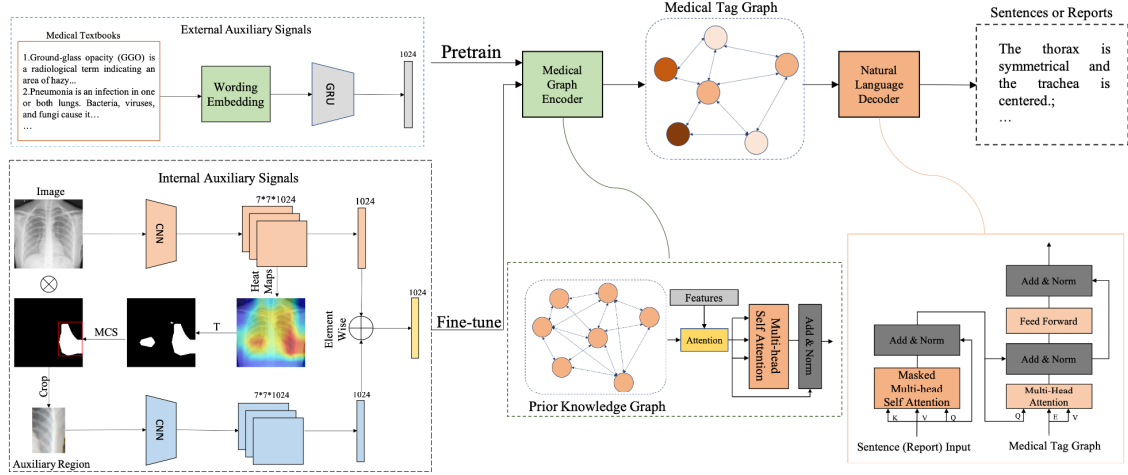 External Auxiliary Signals
Medical Textbooks
1.Ground-glass opacity (GGO) is
a radiological term indicating an
area of hazy...
2.Pneumonia is an infection in one
or both lungs. Bacteria, viruses,
and fungi cause it…
…
Wording
Embedding
GRU
1024
Pretrain
Fine-tune
Medical
Graph
Encoder
Medical Tag Graph
Natural
Language
Decoder
Sentences or Reports
The thorax is
symmetrical and
the trachea is
centered.;
…
Internal Auxiliary Signals
Image
CNN
7*7*1024
1024
Heat
Maps
T
MCS
Crop
Auxiliary Region
CNN
7*7*1024
1024
Element
Wise
1024
Prior Knowledge Graph
Features
Attention
Multi-head
Self Attention
Add & Norm
Add & Norm
Feed Forward
Add & Norm
Multi-Head
Attention
Q
E
V
Medical Tag Graph
Add & Norm
Masked
Multi-head
Self Attention
K
V
Q
Sentence (Report) Input